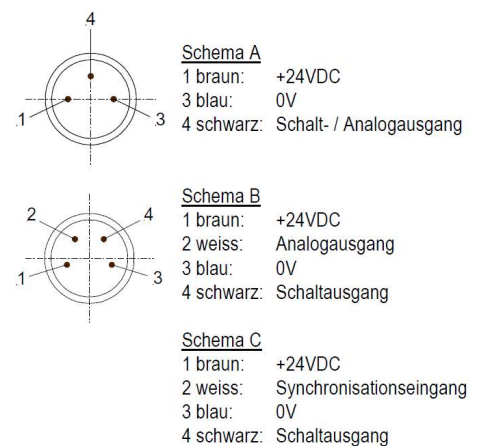 4
1
3
Schema A
1 braun: +24VDC
3 blau: 0V
4 schwarz: Schalt- / Analogausgang
2
4
1
3
Schema B
1 braun: +24VDC
2 weiss: Analogausgang
3 blau: 0V
4 schwarz: Schaltausgang
Schema C
1 braun: +24VDC
2 weiss: Synchronisationseingang
3 blau: 0V
4 schwarz: Schaltausgang